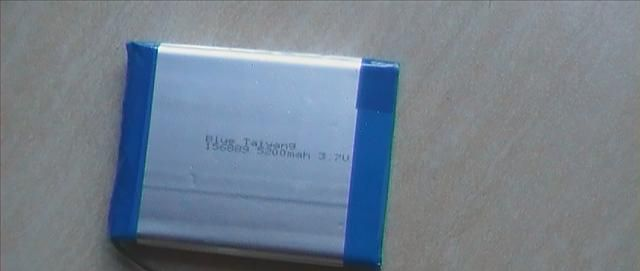 Blue Taiyang
156889 5200mah 3.7V